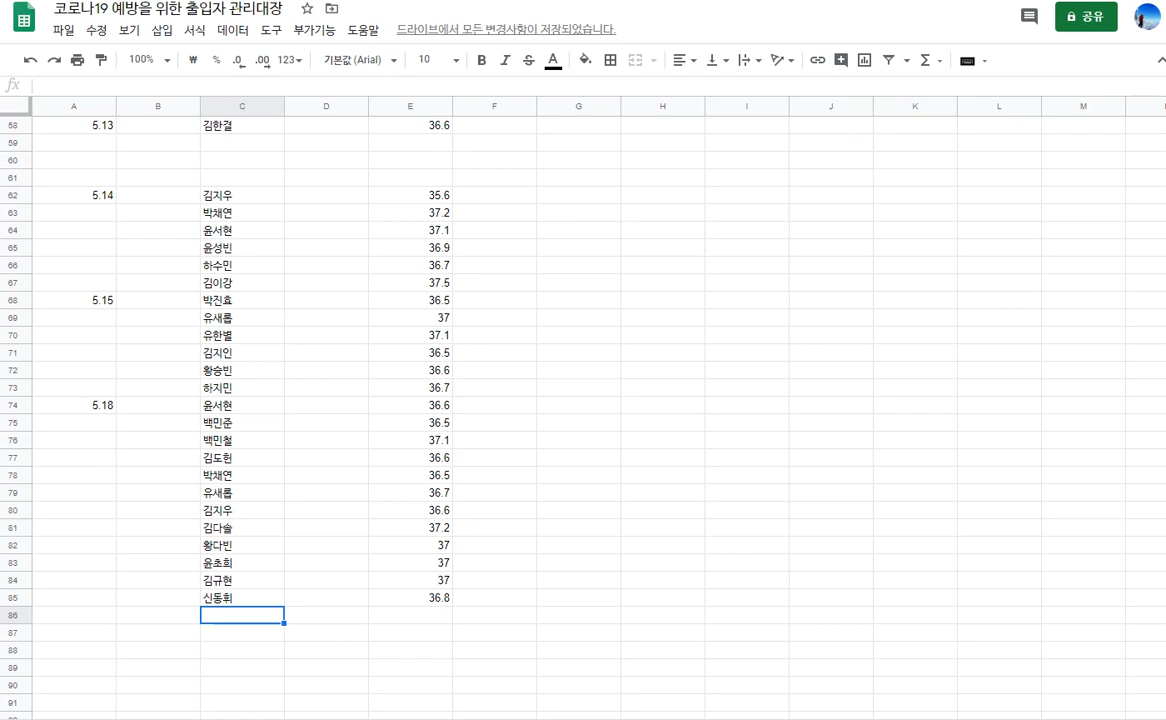 코로나19 예방을 위한 출입자 관리대장
파일 수정 보기 삽입 서식 데이터 도구 부가기능 도움말 드라이브에서 모든 변경사항이 저장되었습니다.
공유
100% ₩ % .0 .00 123 기본값 (Arial) 10 B I S A Σ
fx
A B C D E F G H I J K L M
58 5.13 김한결 36.6
59
60
61
62 5.14 김지우 35.6
63 박채연 37.2
64 윤서현 37.1
65 윤성빈 36.9
66 하수민 36.7
67 김이강 37.5
68 5.15 박진효 36.5
69 유새롭 37
70 유한별 37.1
71 김지인 36.5
72 황승빈 36.6
73 하지민 36.7
74 5.18 윤서현 36.6
75 백민준 36.5
76 백민철 37.1
77 김도헌 36.6
78 박채연 36.5
79 유새롭 36.7
80 김지우 36.6
81 김다솔 37.2
82 황다빈 37
83 윤초희 37
84 김규현 37
85 신동휘 36.8
86
87
88
89
90
91